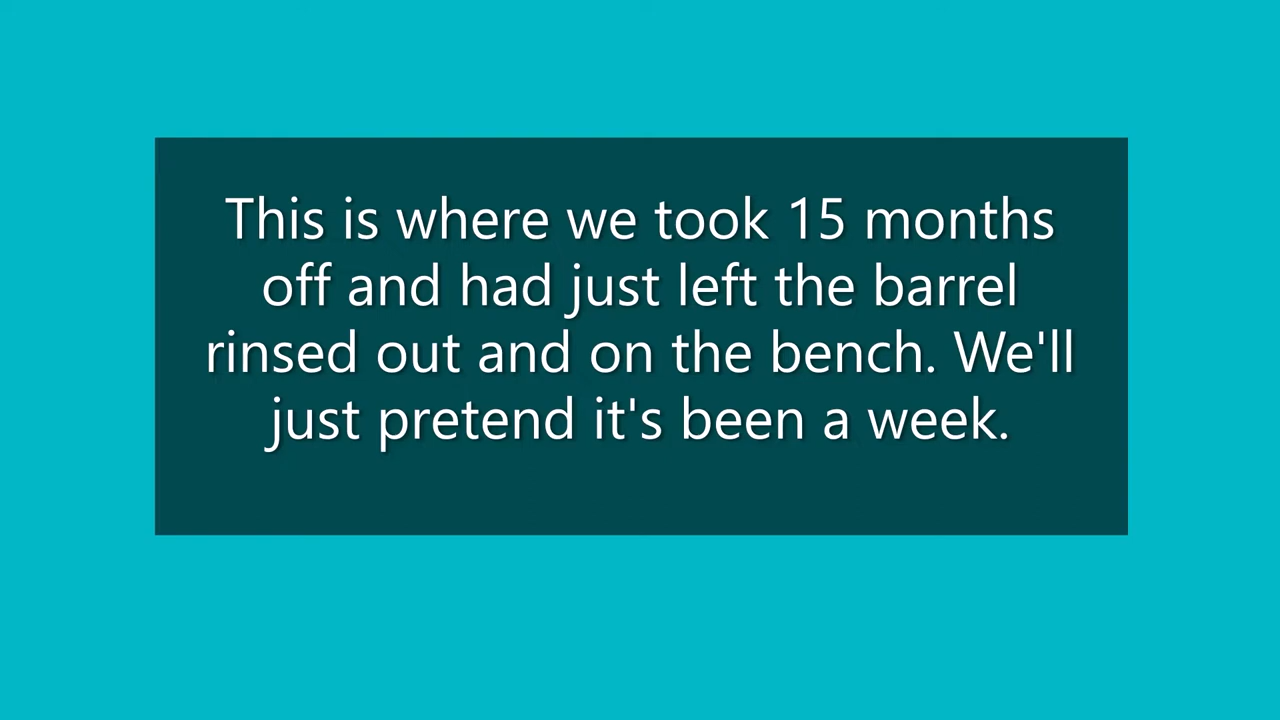 This is where we took 15 months
off and had just left the barrel
rinsed out and on the bench. We'll
just pretend it's been a week.